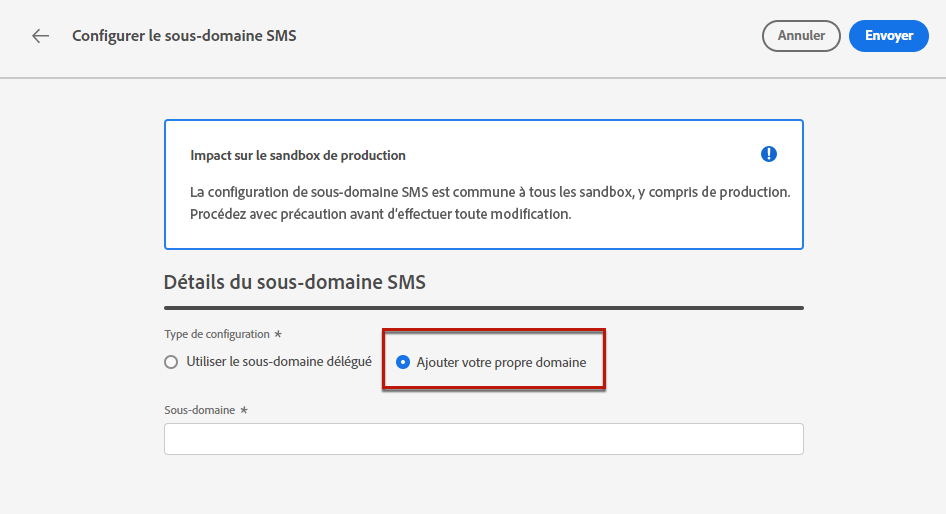 Configurer le sous-domaine SMS
Annuler
Envoyer
Impact sur le sandbox de production
La configuration de sous-domaine SMS est commune à tous les sandbox, y compris de production.
Procédez avec précaution avant d'effectuer toute modification.
Détails du sous-domaine SMS
Type de configuration *
Utiliser le sous-domaine délégué
Ajouter votre propre domaine
Sous-domaine *